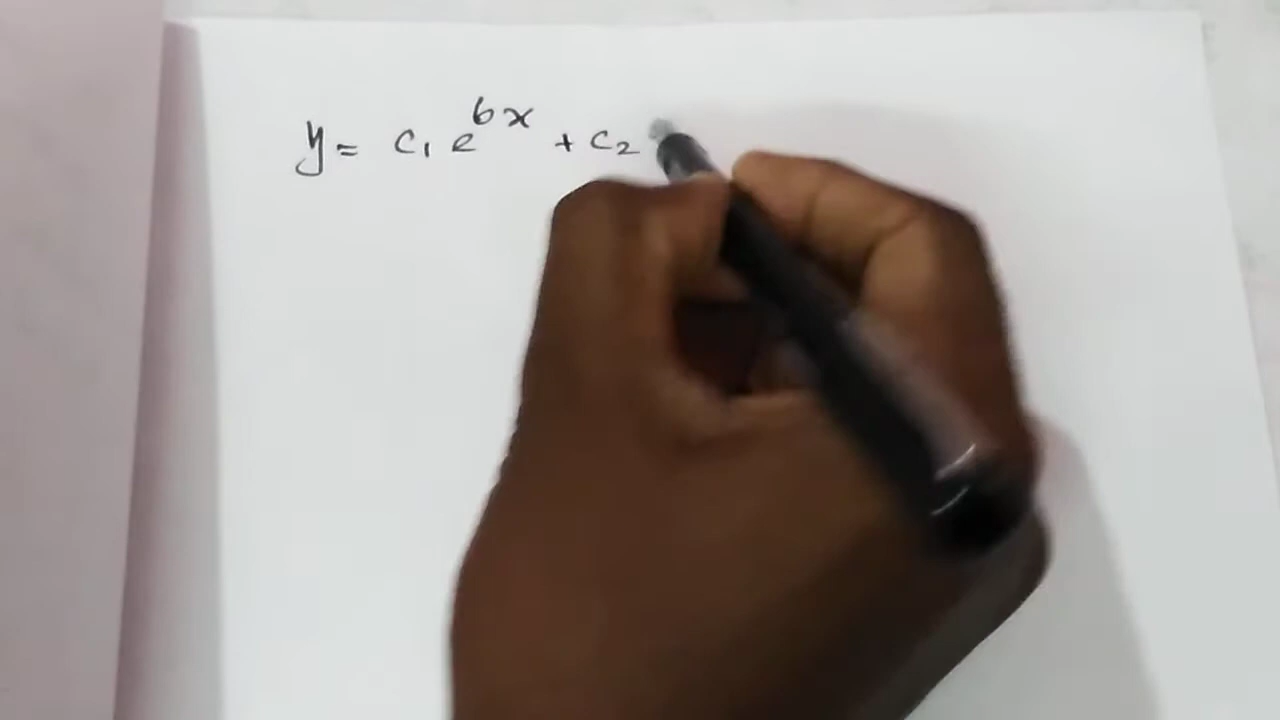 y = c₁ e^{6x} + c₂